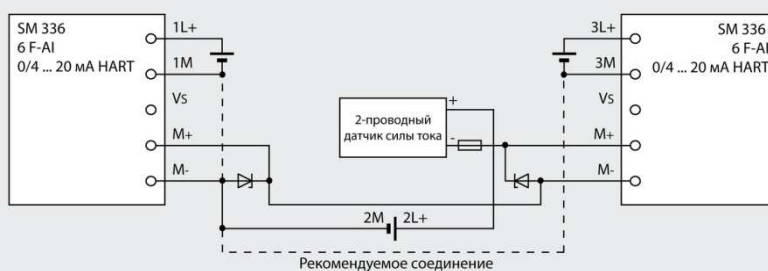 SM 336
6 F-AI
0/4 ... 20 мА HART
1L+
1M
Vs
M+
M-
2-проводный
датчик силы тока
+
-
2M 2L+
Рекомендуемое соединение
3L+
3M
Vs
M+
M-
SM 336
6 F-AI
0/4 ... 20 мА HART